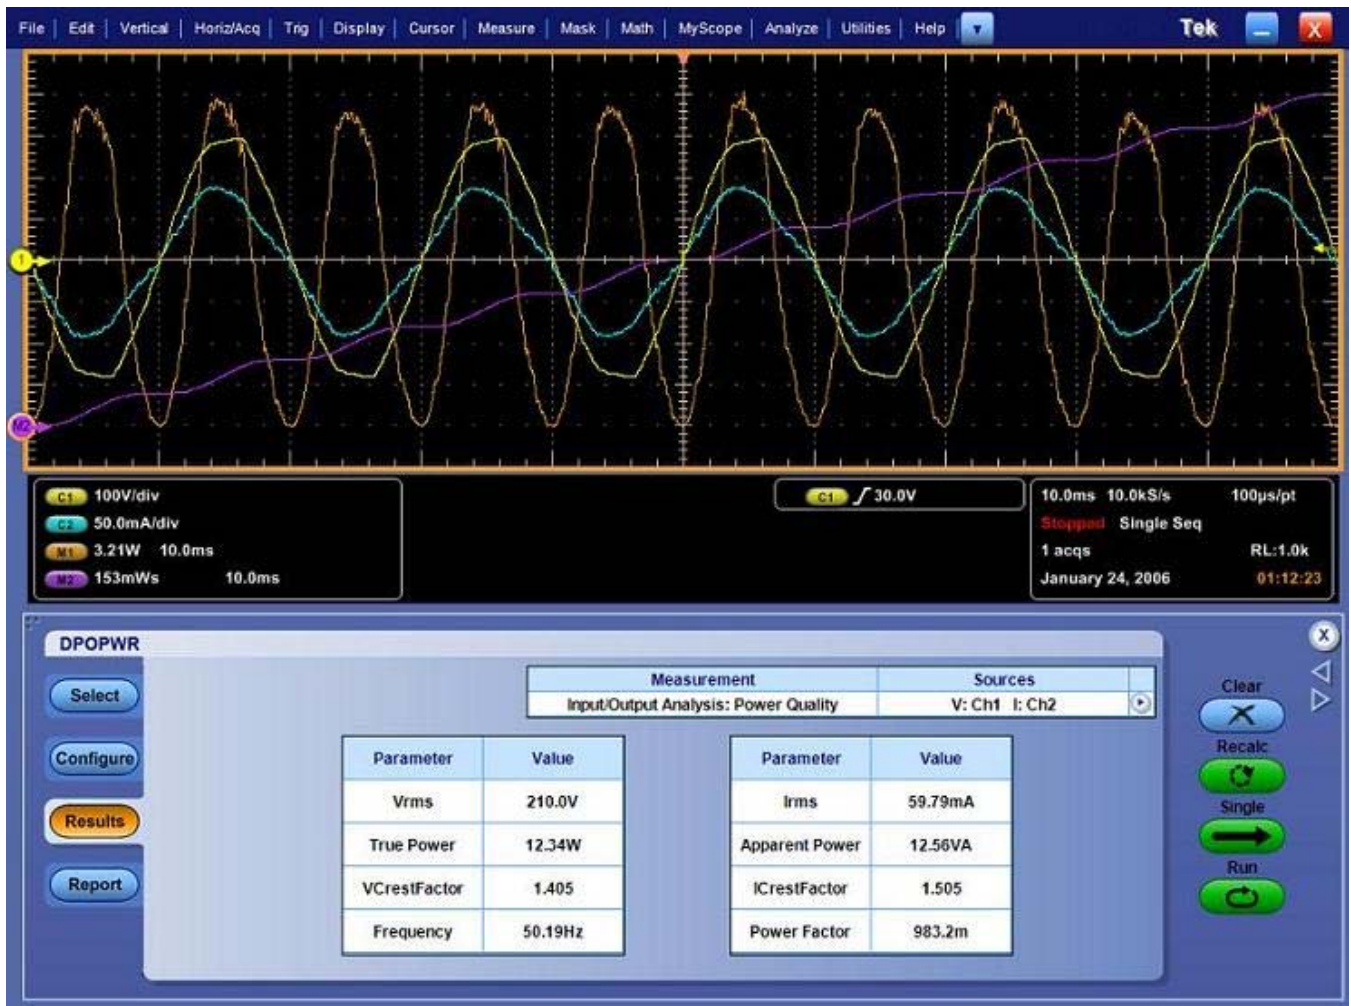 File | Edit | Vertical | Horiz/Acq | Trig | Display | Cursor | Measure | Mask | Math | MyScope | Analyze | Utilities | Help
Tek
X
1
M2
C1 100V/div
C2 50.0mA/div
M1 3.21W 10.0ms
M2 153mWs 10.0ms
C1 30.0V
10.0ms 10.0kS/s 100µs/pt
Stopped Single Seq
1 acqs RL:1.0k
January 24, 2006 01:12:23
DPOPWR
X
Select
Configure
Results
Report
Measurement Sources
Input/Output Analysis: Power Quality V: Ch1 I: Ch2
Parameter Value
Vrms 210.0V
True Power 12.34W
VCrestFactor 1.405
Frequency 50.19Hz
Parameter Value
Irms 59.79mA
Apparent Power 12.56VA
ICrestFactor 1.505
Power Factor 983.2m
Clear
Recalc
Single
Run